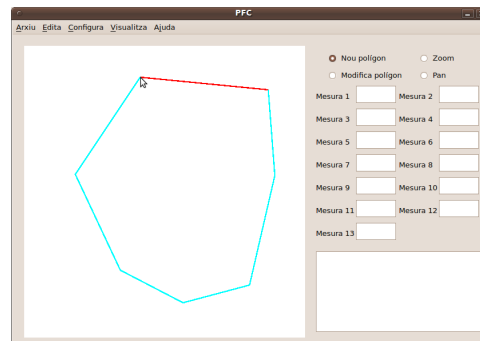 PFC
Arxiu Edita Configura Visualitza Ajuda
Nou polígon Zoom
Modifica polígon Pan
Mesura 1 Mesura 2
Mesura 3 Mesura 4
Mesura 5 Mesura 6
Mesura 7 Mesura 8
Mesura 9 Mesura 10
Mesura 11 Mesura 12
Mesura 13